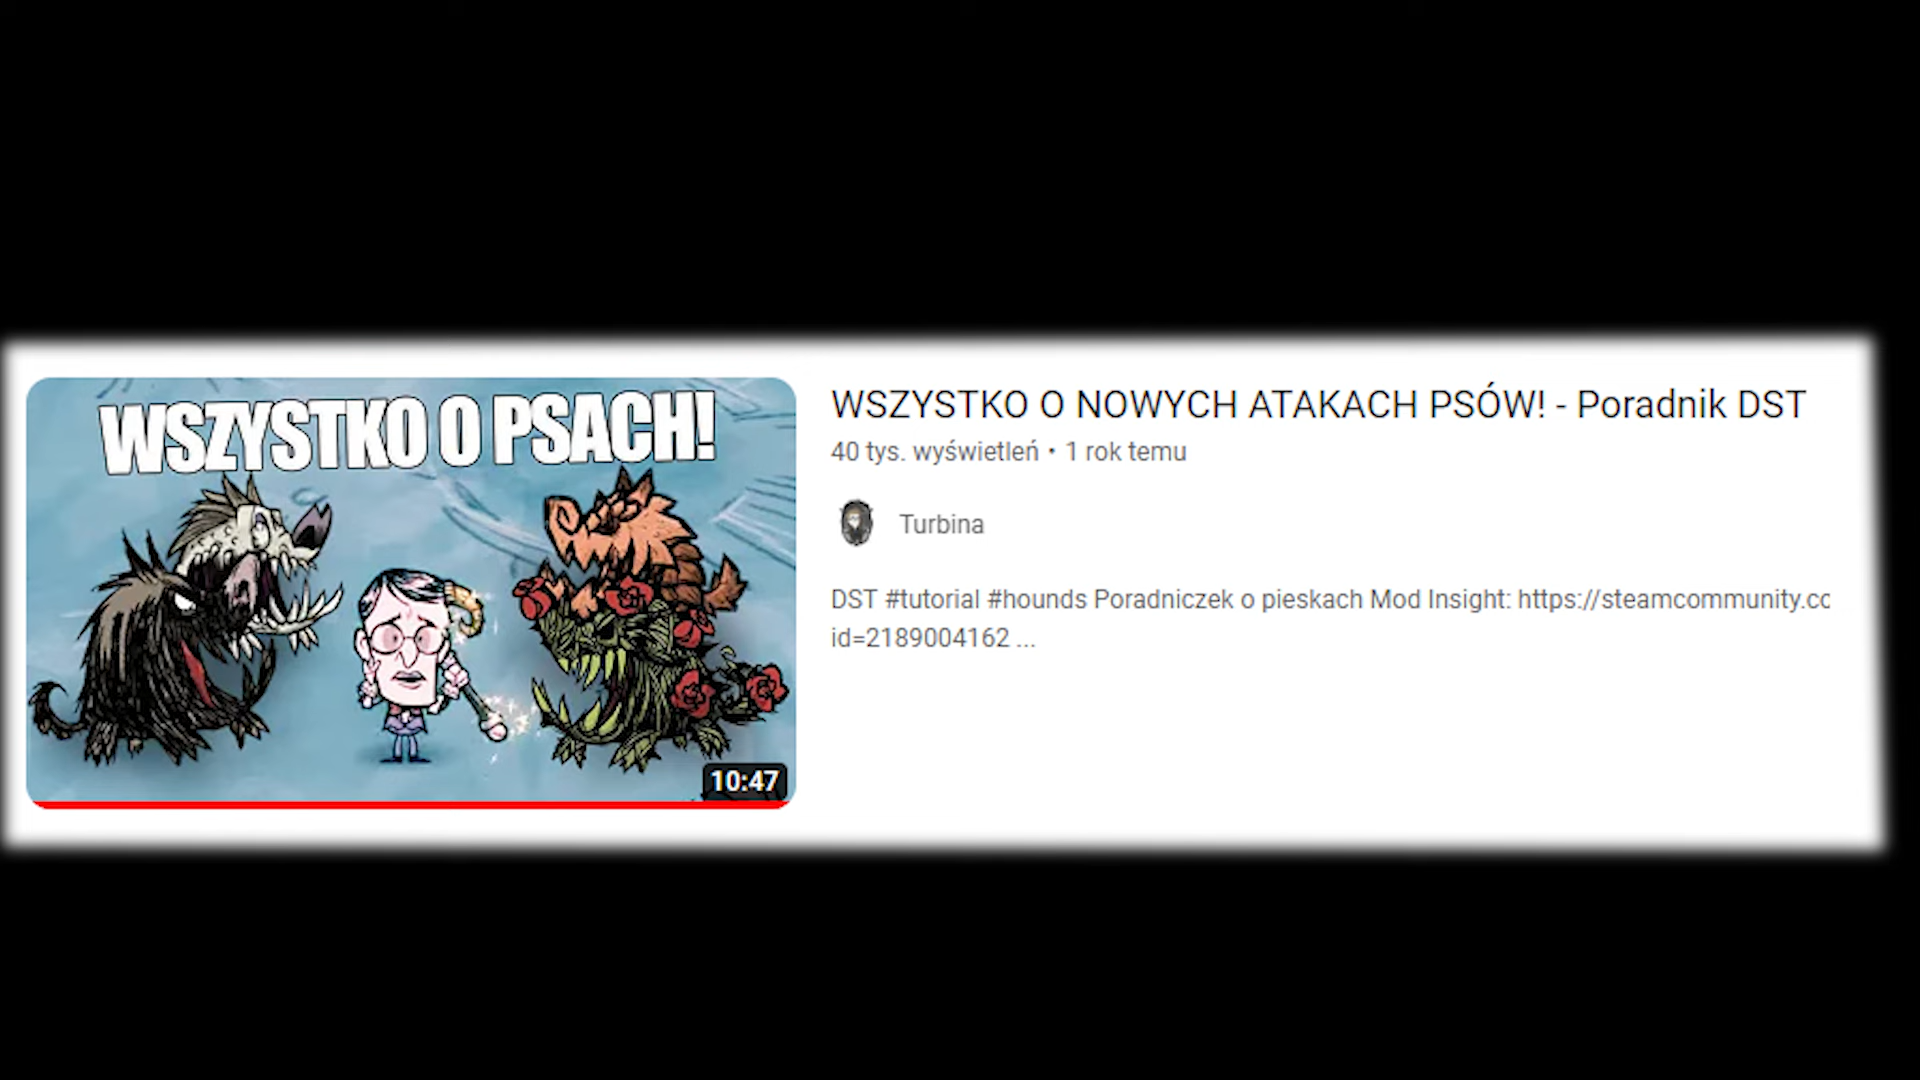 WSZYSTKO O PSACH!
10:47
WSZYSTKO O NOWYCH ATAKACH PSÓW! - Poradnik DST
40 tys. wyświetleń • 1 rok temu
Turbina
DST #tutorial #hounds Poradniczek o pieskach Mod Insight: https://steamcommunity.cc
id=2189004162 ...